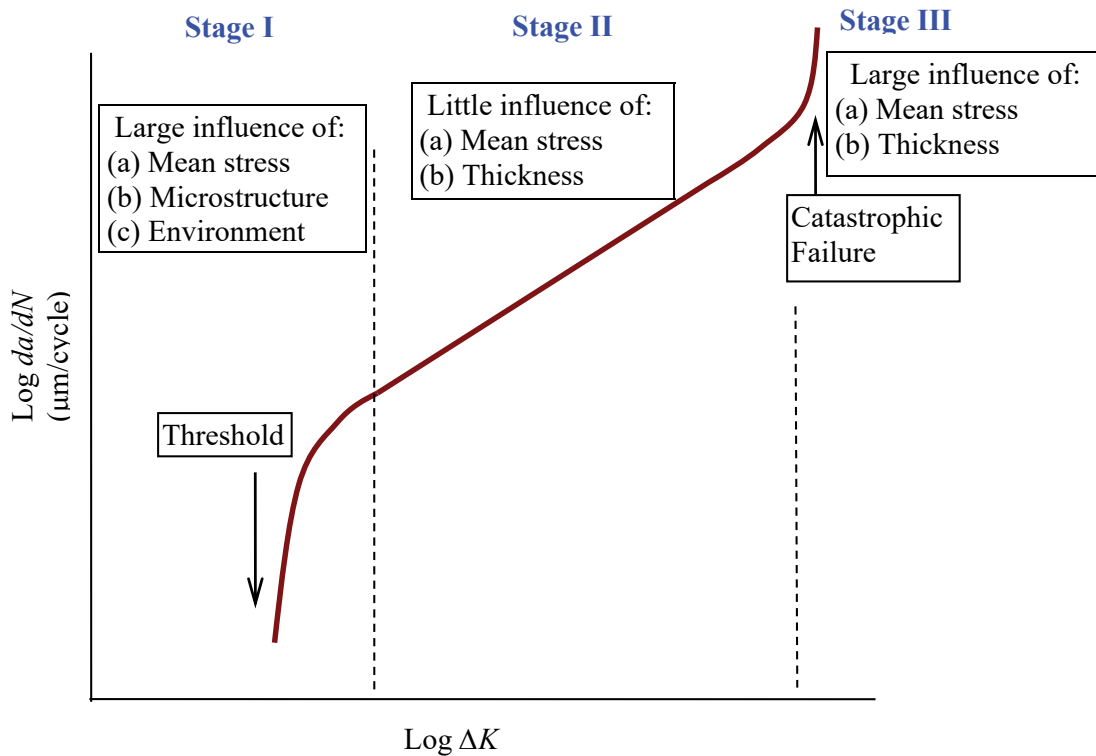 Stage I
Stage II
Stage III
Large influence of:
(a) Mean stress
(b) Microstructure
(c) Environment
Little influence of:
(a) Mean stress
(b) Thickness
Large influence of:
(a) Mean stress
(b) Thickness
Catastrophic
Failure
Threshold
Log da/dN
(μm/cycle)
Log ΔK